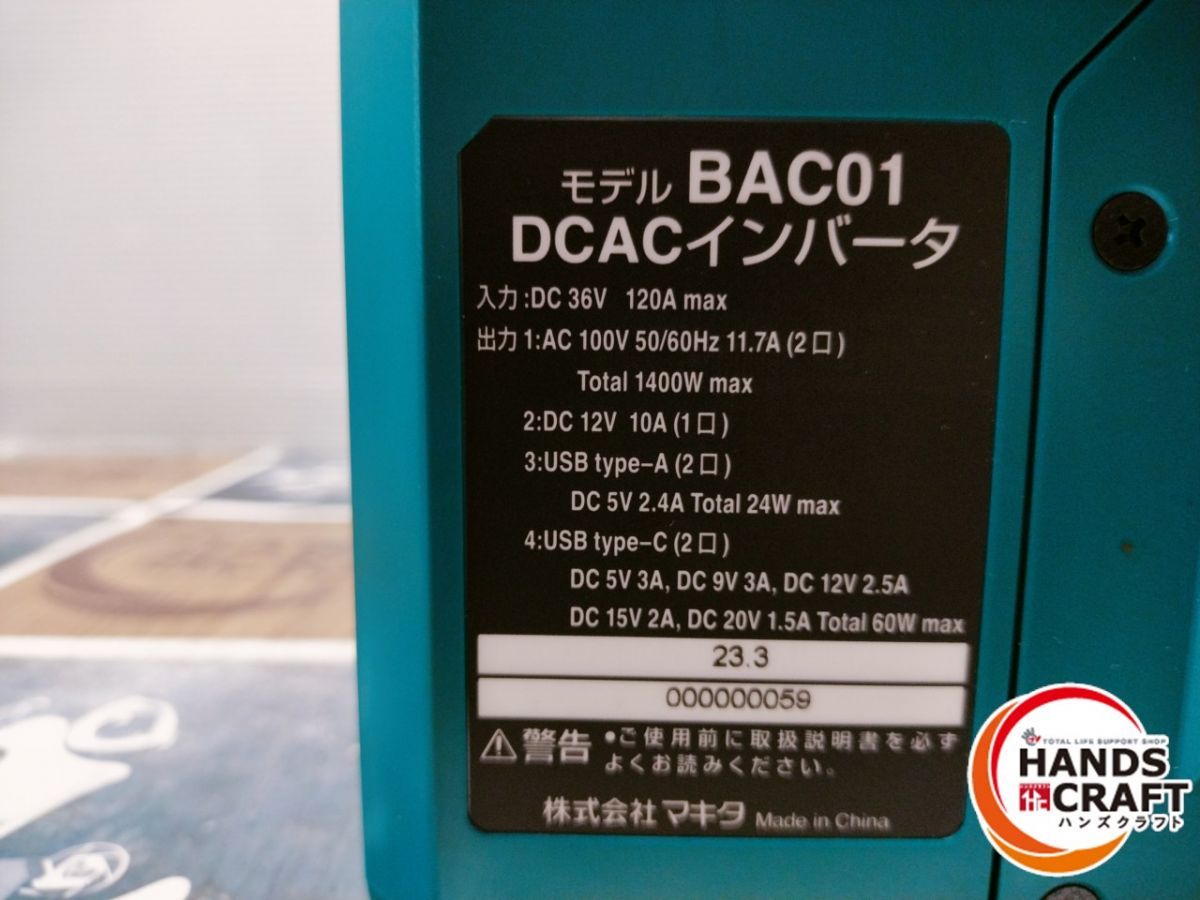 モデル BAC01
DCACインバータ
入力:DC 36V 120A max
出力 1:AC 100V 50/60Hz 11.7A (2口)
Total 1400W max
2:DC 12V 10A (1口)
3:USB type-A (2口)
DC 5V 2.4A Total 24W max
4:USB type-C (2口)
DC 5V 3A, DC 9V 3A, DC 12V 2.5A
DC 15V 2A, DC 20V 1.5A Total 60W max
23.3
000000059
⚠警告 •ご使用前に取扱説明書を必ず
よくお読みください。
株式会社 マキタ Made in China
TOTAL LIFE SUPPORT SHOP
HANDS
CRAFT
ハンズクラフト